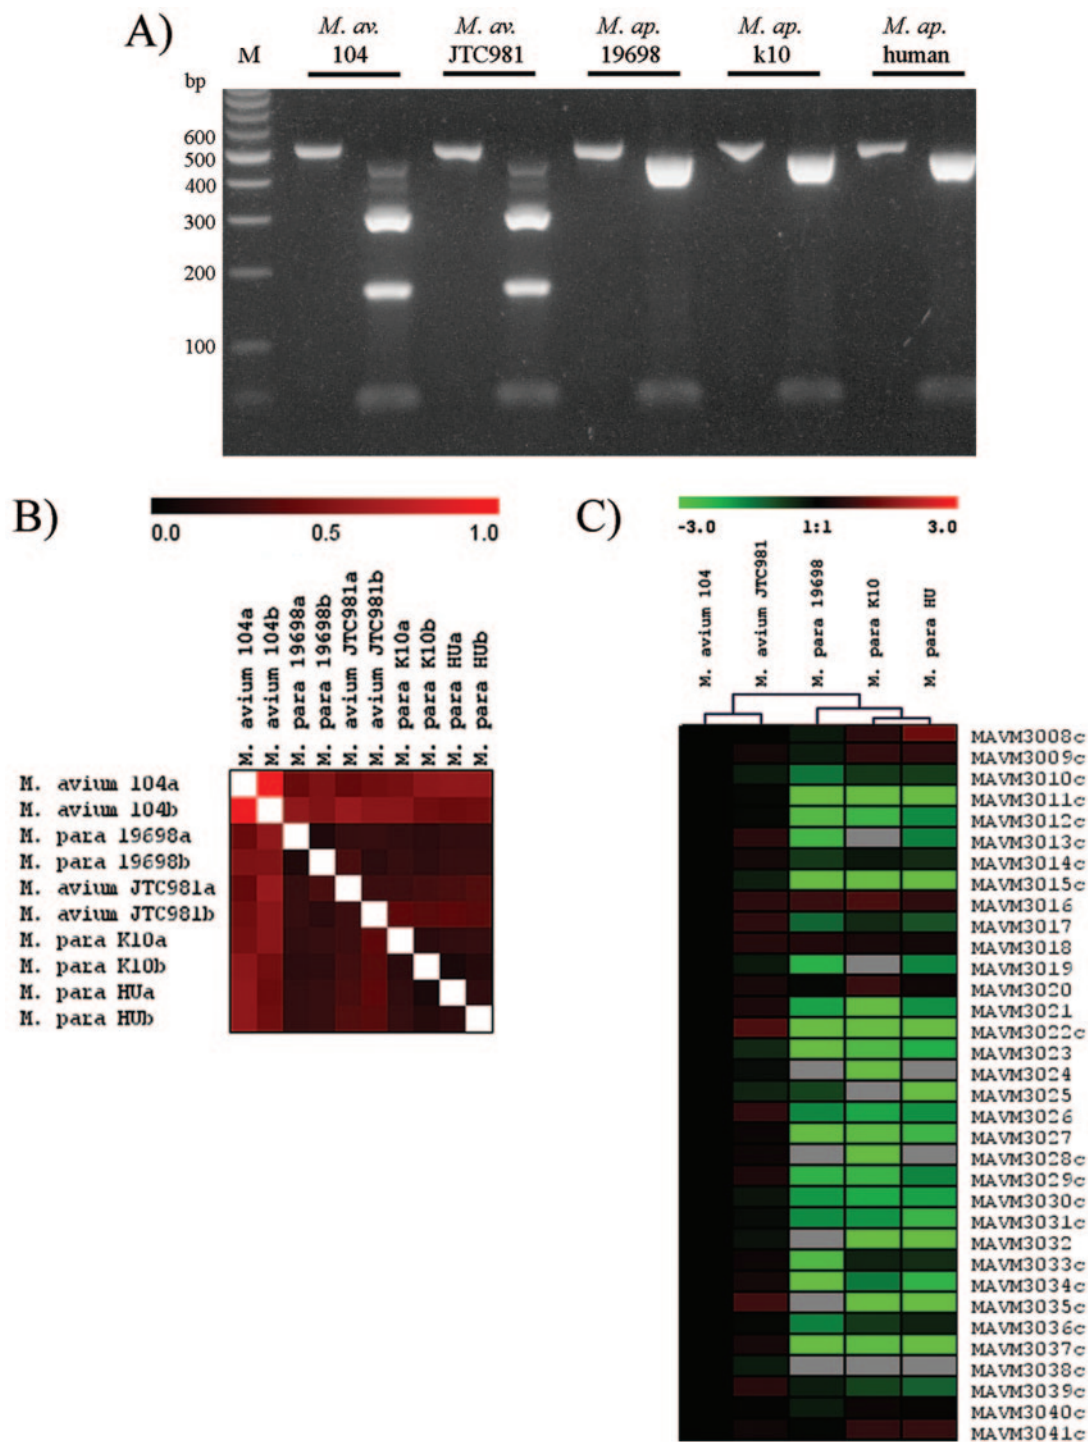 A)
M. av. M. av. M. ap. M. ap. M. ap.
M 104 JTC981 19698 k10 human
bp
600
500
400
300
200
100
B)
0.0 0.5 1.0
M. avium 104a
M. avium 104b
M. para 19698a
M. para 19698b
M. avium JTC981a
M. avium JTC981b
M. para K10a
M. para K10b
M. para HUa
M. para HUb
M. avium 104a
M. avium 104b
M. para 19698a
M. para 19698b
M. avium JTC981a
M. avium JTC981b
M. para K10a
M. para K10b
M. para HUa
M. para HUb
C)
-3.0 1:1 3.0
M. avium 104
M. avium JTC981
M. para 19698
M. para K10
M. para HU
MAVM3008c
MAVM3009c
MAVM3010c
MAVM3011c
MAVM3012c
MAVM3013c
MAVM3014c
MAVM3015c
MAVM3016
MAVM3017
MAVM3018
MAVM3019
MAVM3020
MAVM3021
MAVM3022c
MAVM3023
MAVM3024
MAVM3025
MAVM3026
MAVM3027
MAVM3028c
MAVM3029c
MAVM3030c
MAVM3031c
MAVM3032
MAVM3033c
MAVM3034c
MAVM3035c
MAVM3036c
MAVM3037c
MAVM3038c
MAVM3039c
MAVM3040c
MAVM3041c